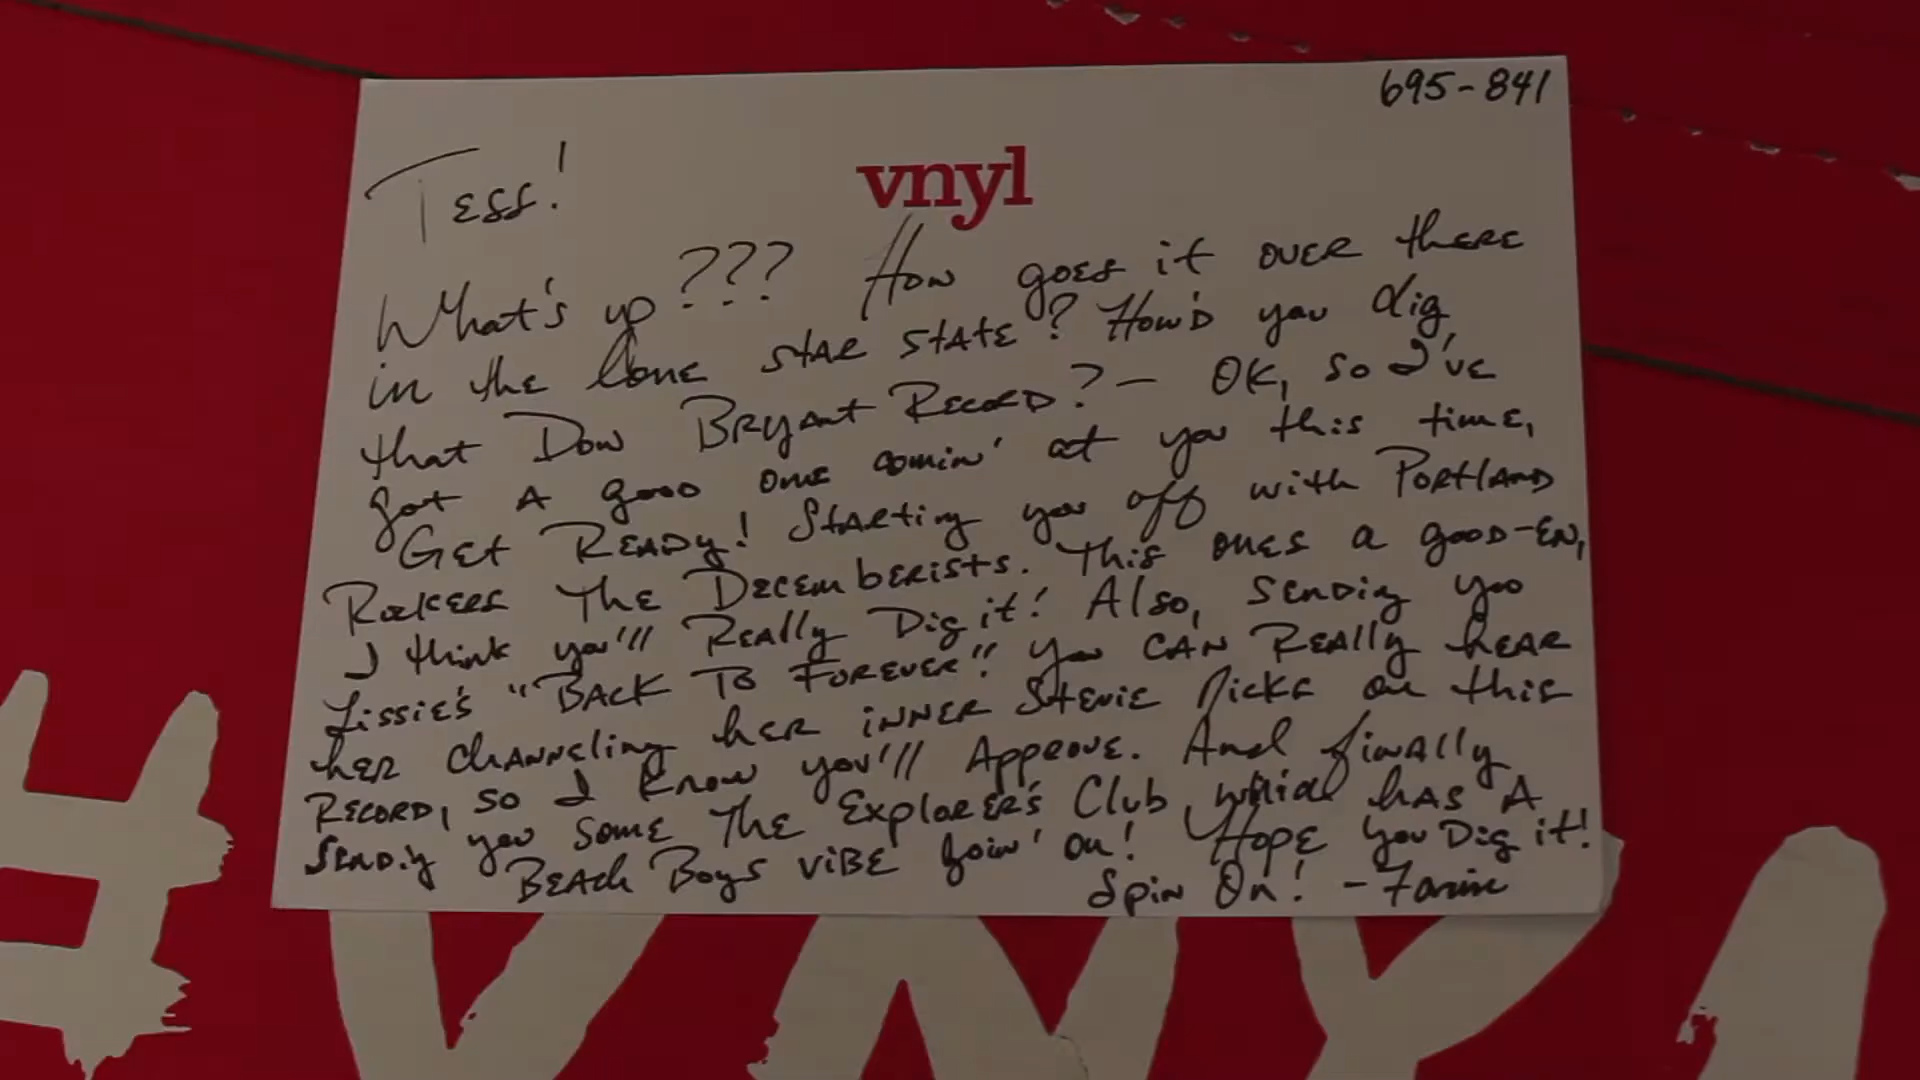 695-841
vnyl
Tess!
What's up??? How goes it over there
in the lone star state? How'd you dig
that Don Bryant Record? - OK, so I've
got a good one comin' at you this time,
Get Ready! Starting you off with Portland
Rockers The Decemberists. This ones a good-en,
I think you'll Really Dig it! Also, sending you
Lissie's "Back To Forever"! You can Really hear
her channeling her inner Stevie Nicks on this
Record, so I know you'll Approve. And finally
sending you some The Explorer's Club, which has a
Beach Boys vibe goin' on! Hope you Dig it!
Spin On! -
#VNYL